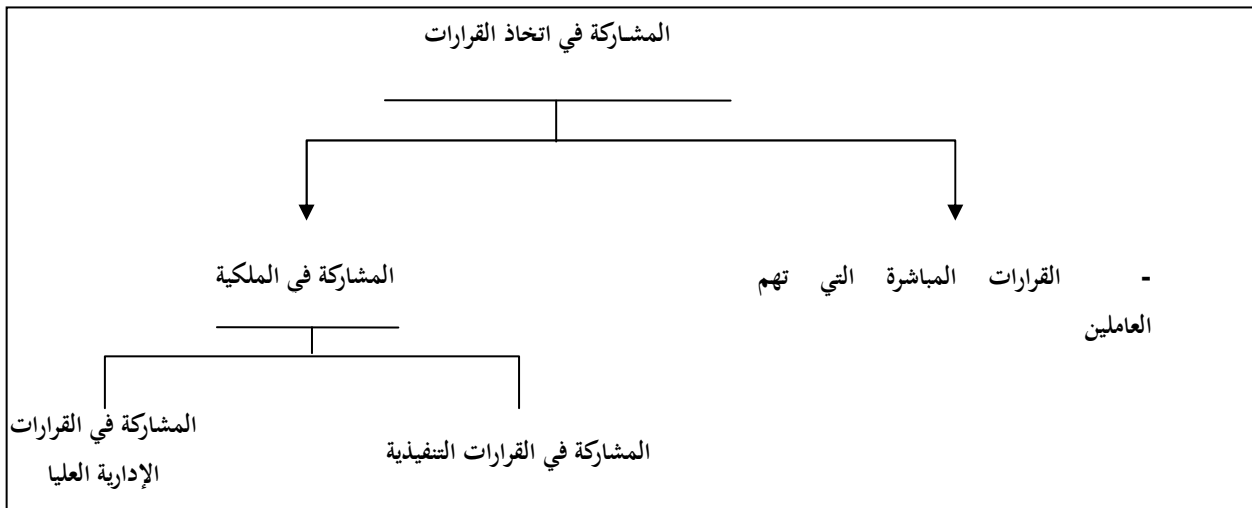 المشاركة في اتخاذ القرارات
- القرارات المباشرة التي تهم
العاملين
المشاركة في الملكية
المشاركة في القرارات التنفيذية
المشاركة في القرارات
الإدارية العليا